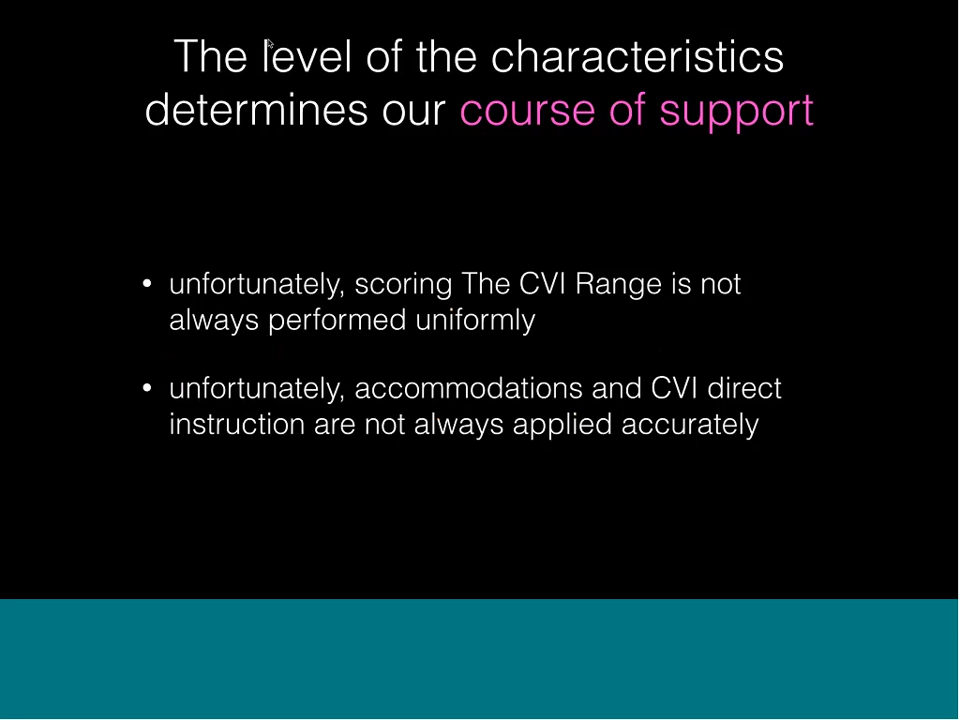 The level of the characteristics
determines our course of support
• unfortunately, scoring The CVI Range is not
always performed uniformly
• unfortunately, accommodations and CVI direct
instruction are not always applied accurately